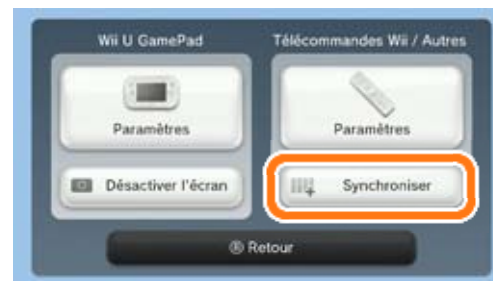 Wii U GamePad
Télécommandes Wii / Autres
Paramètres
Paramètres
Désactiver l'écran
Synchroniser
Ⓑ Retour